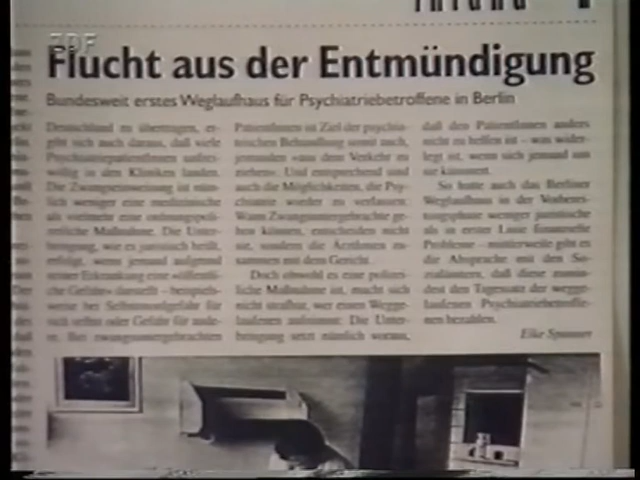 ZDF
Flucht aus der Entmündigung
Bundesweit erstes Weglaufhaus für Psychiatriebetroffene in Berlin
Deutschland zu übertragen, er-
gibt sich auch daraus, daß viele
PsychiatriepatientInnen unfrei-
willig in den Kliniken landen.
Die Zwangseinweisung ist näm-
lich weniger eine medizinische
als vielmehr eine ordnungspoli-
zeiliche Maßnahme. Die Unter-
bringung, wie es juristisch heißt,
erfolgt, wenn jemand aufgrund
seiner Erkrankung eine »öffentli-
che Gefahr« darstellt – beispiels-
weise bei Selbstmordgefahr für
sich selbst oder Gefahr für ande-
re. Bei zwangsuntergebrachten
PatientInnen ist Ziel der psychia-
trischen Behandlung somit auch,
jemanden »aus dem Verkehr zu
ziehen«. Und entsprechend sind
auch die Möglichkeiten, die Psy-
chiatrie wieder zu verlassen.
Wann Zwangsuntergebrachte ge-
hen können, entscheiden nicht
sie, sondern die ÄrztInnen zu-
sammen mit dem Gericht.
Doch obwohl es eine polizei-
liche Maßnahme ist, macht sich
nicht strafbar, wer einen Wegge-
laufenen aufnimmt. Die Unter-
bringung setzt nämlich voraus,
daß den PatientInnen anders
nicht zu helfen ist – was wider-
legt ist, wenn sich jemand um
sie kümmert.
So hatte auch das Berliner
Weglaufhaus in der Vorberei-
tungsphase weniger juristische
als in erster Linie finanzielle
Probleme – mittlerweile gibt es
die Absprache mit den So-
zialämtern, daß diese zumin-
dest den Tagessatz der wegge-
laufenen Psychiatriebetroffe-
nen bezahlen.
Elke Spanner